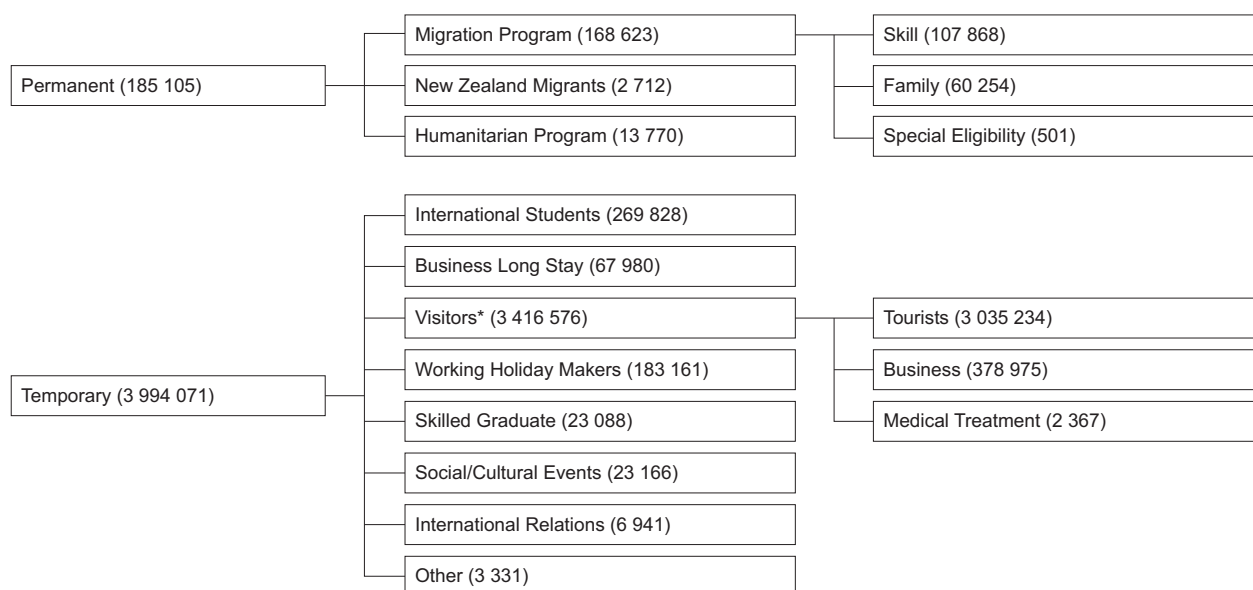 Permanent (185 105)
Migration Program (168 623)
New Zealand Migrants (2 712)
Humanitarian Program (13 770)
Skill (107 868)
Family (60 254)
Special Eligibility (501)
Temporary (3 994 071)
International Students (269 828)
Business Long Stay (67 980)
Visitors* (3 416 576)
Working Holiday Makers (183 161)
Skilled Graduate (23 088)
Social/Cultural Events (23 166)
International Relations (6 941)
Other (3 331)
Tourists (3 035 234)
Business (378 975)
Medical Treatment (2 367)